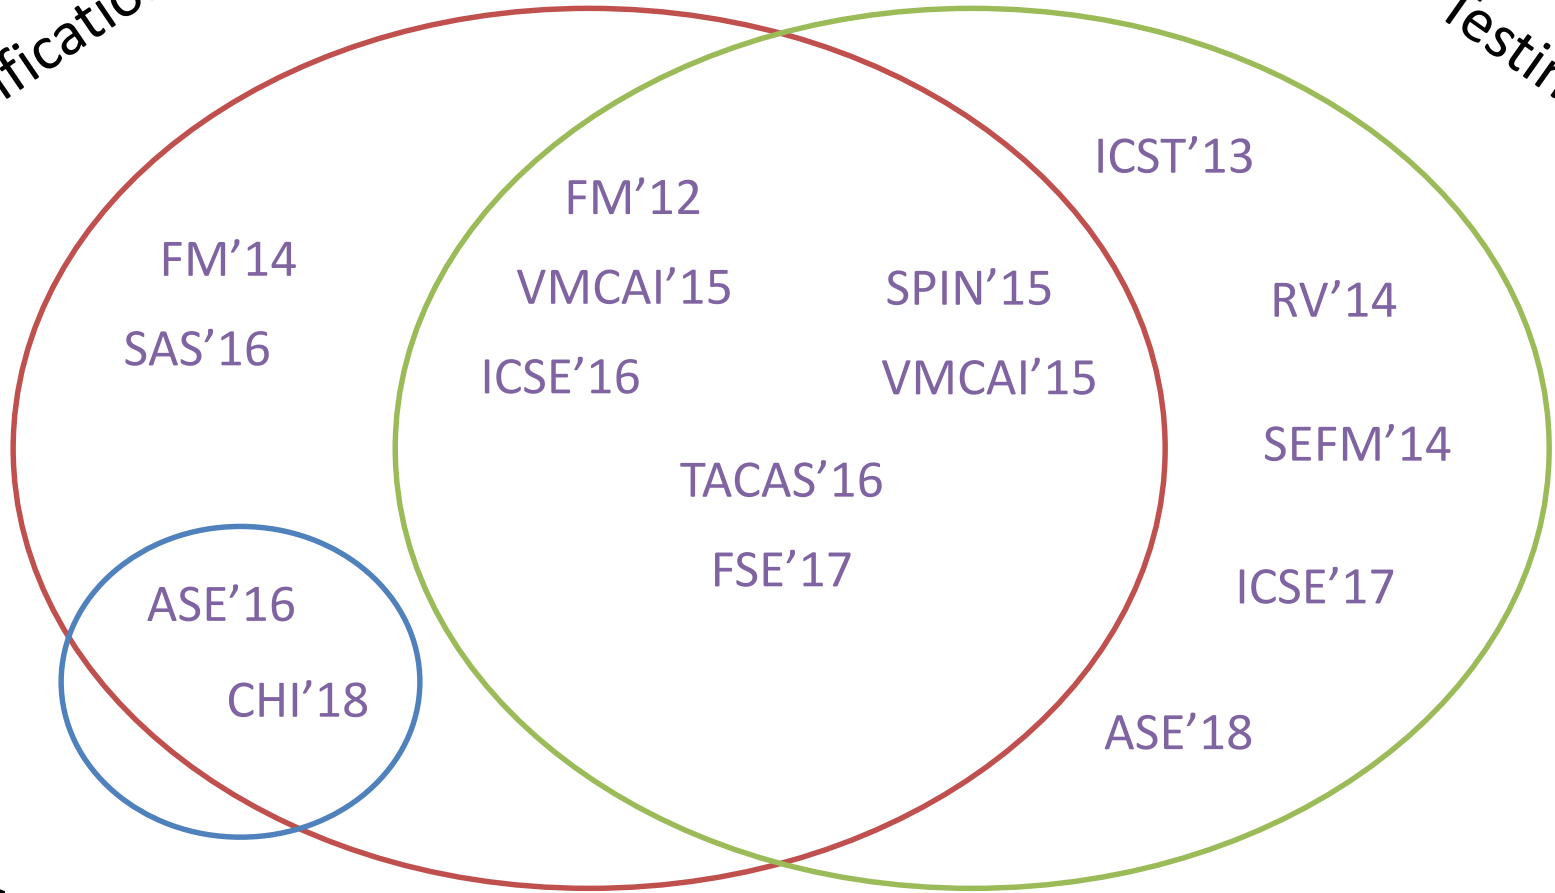 ification
Testin
ICST’13
FM’12
FM’14
VMCAI’15
SPIN’15
RV’14
SAS’16
ICSE’16
VMCAI’15
SEFM’14
TACAS’16
FSE’17
ICSE’17
ASE’16
CHI’18
ASE’18